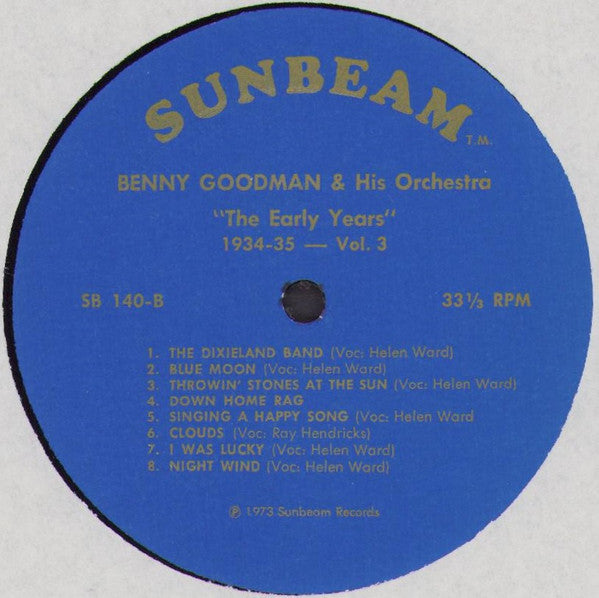 SUNBEAM T.M.
BENNY GOODMAN & His Orchestra
"The Early Years"
1934-35 — Vol. 3
SB 140-B 33⅓ RPM
1. THE DIXIELAND BAND (Voc: Helen Ward)
2. BLUE MOON (Voc: Helen Ward)
3. THROWIN' STONES AT THE SUN (Voc: Helen Ward)
4. DOWN HOME RAG
5. SINGING A HAPPY SONG (Voc: Helen Ward
6. CLOUDS (Voc: Ray Hendricks)
7. I WAS LUCKY (Voc: Helen Ward)
8. NIGHT WIND (Voc: Helen Ward)
℗ 1973 Sunbeam Records